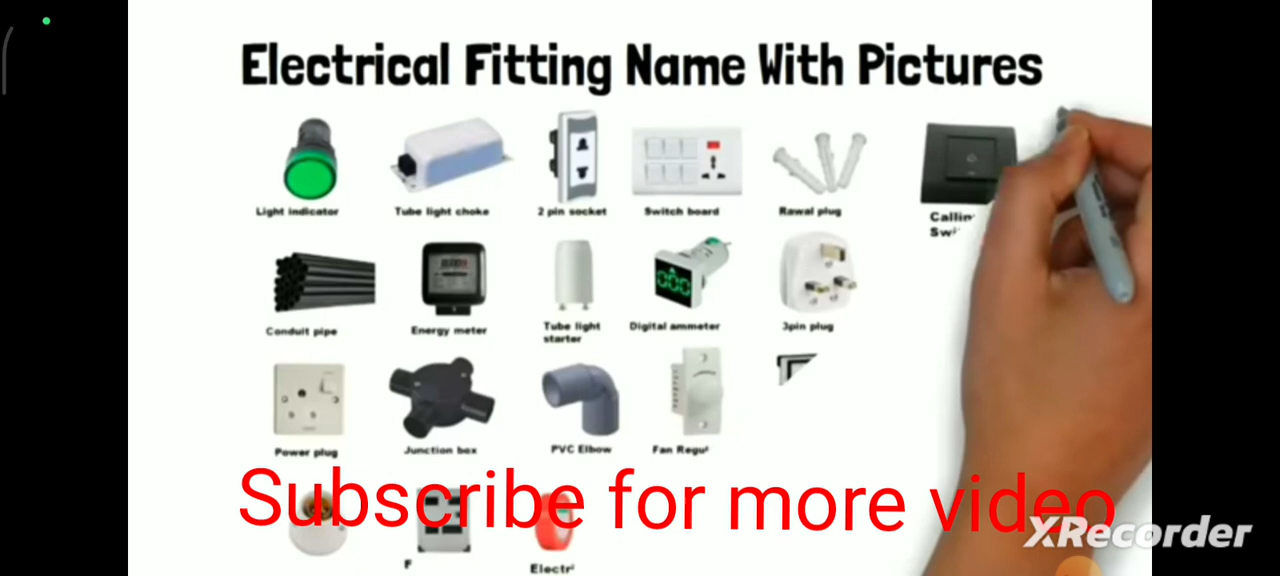 Electrical Fitting Name With Pictures
Light indicator
Tube light choke
2 pin socket
Switch board
Rawal plug
Conduit pipe
Energy meter
Tube light
starter
Digital ammeter
3pin plug
Power plug
Junction box
PVC Elbow
Fan
Subscribe for more video
XRecorder